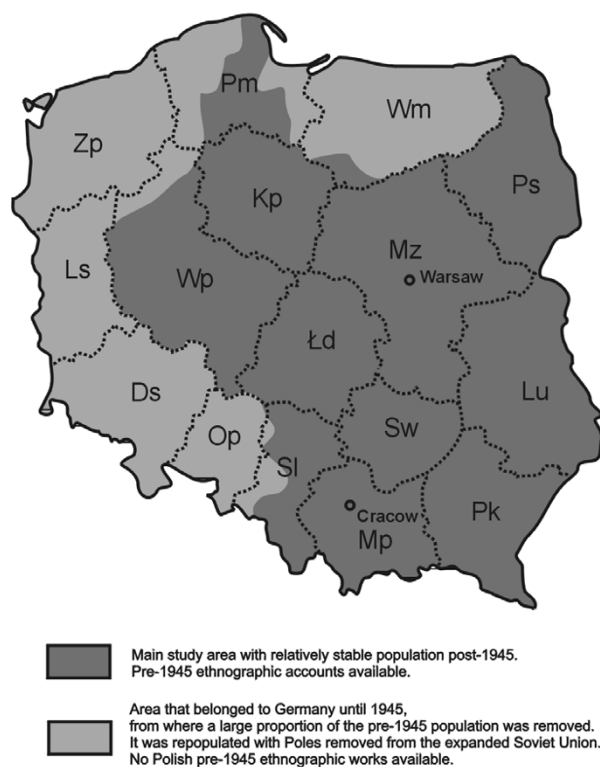 Pm
Wm
Zp
Ps
Kp
Mz
Ls
Wp
Warsaw
Łd
Ds
Lu
Op
Sw
Sl
Cracow
Pk
Mp
Main study area with relatively stable population post-1945.
Pre-1945 ethnographic accounts available.
Area that belonged to Germany until 1945,
from where a large proportion of the pre-1945 population was removed.
It was repopulated with Poles removed from the expanded Soviet Union.
No Polish pre-1945 ethnographic works available.